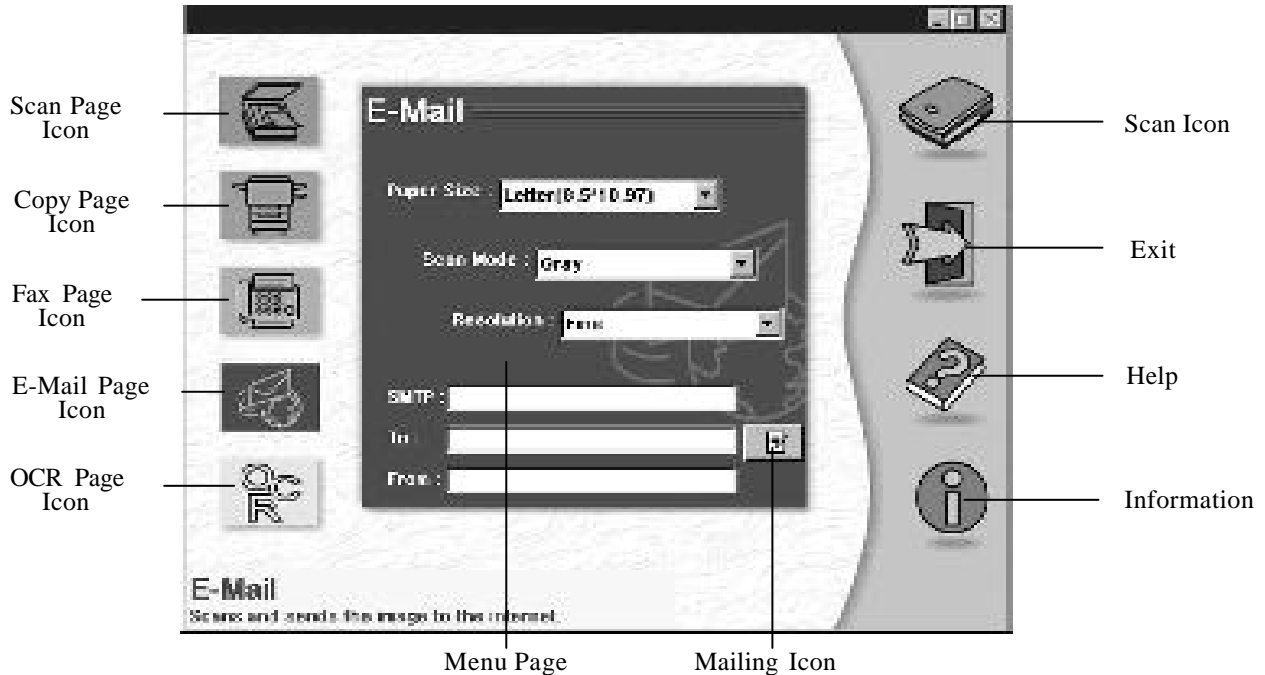 Scan Page
Icon
Copy Page
Icon
Fax Page
Icon
E-Mail Page
Icon
OCR Page
Icon
E-Mail
Paper Size :
Letter(8.5*10.97)
Scan Mode :
Gray
Resolution :
SMTP :
To
From :
E-Mail
Scans and sends the image to the internet.
Scan Icon
Exit
Help
Information
Menu Page
Mailing Icon